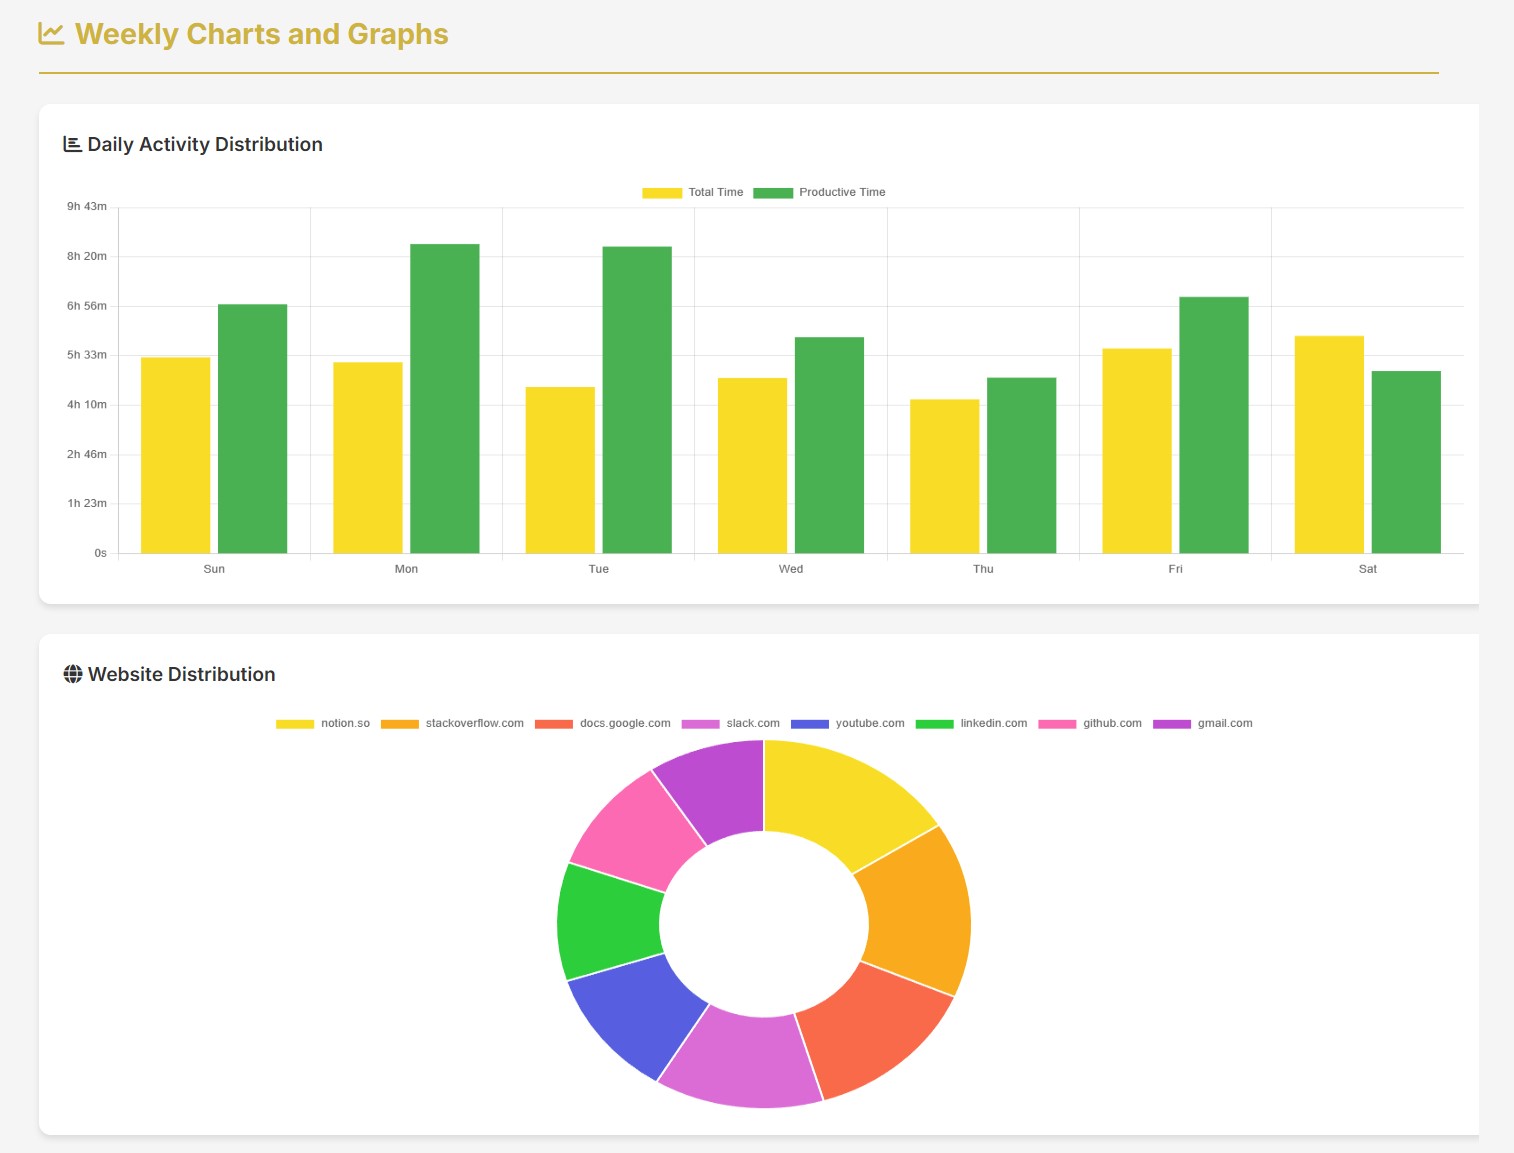 Weekly Charts and Graphs
Daily Activity Distribution
Total Time Productive Time
9h 43m
8h 20m
6h 56m
5h 33m
4h 10m
2h 46m
1h 23m
0s
Sun Mon Tue Wed Thu Fri Sat
Website Distribution
notion.so stackoverflow.com docs.google.com slack.com youtube.com linkedin.com github.com gmail.com